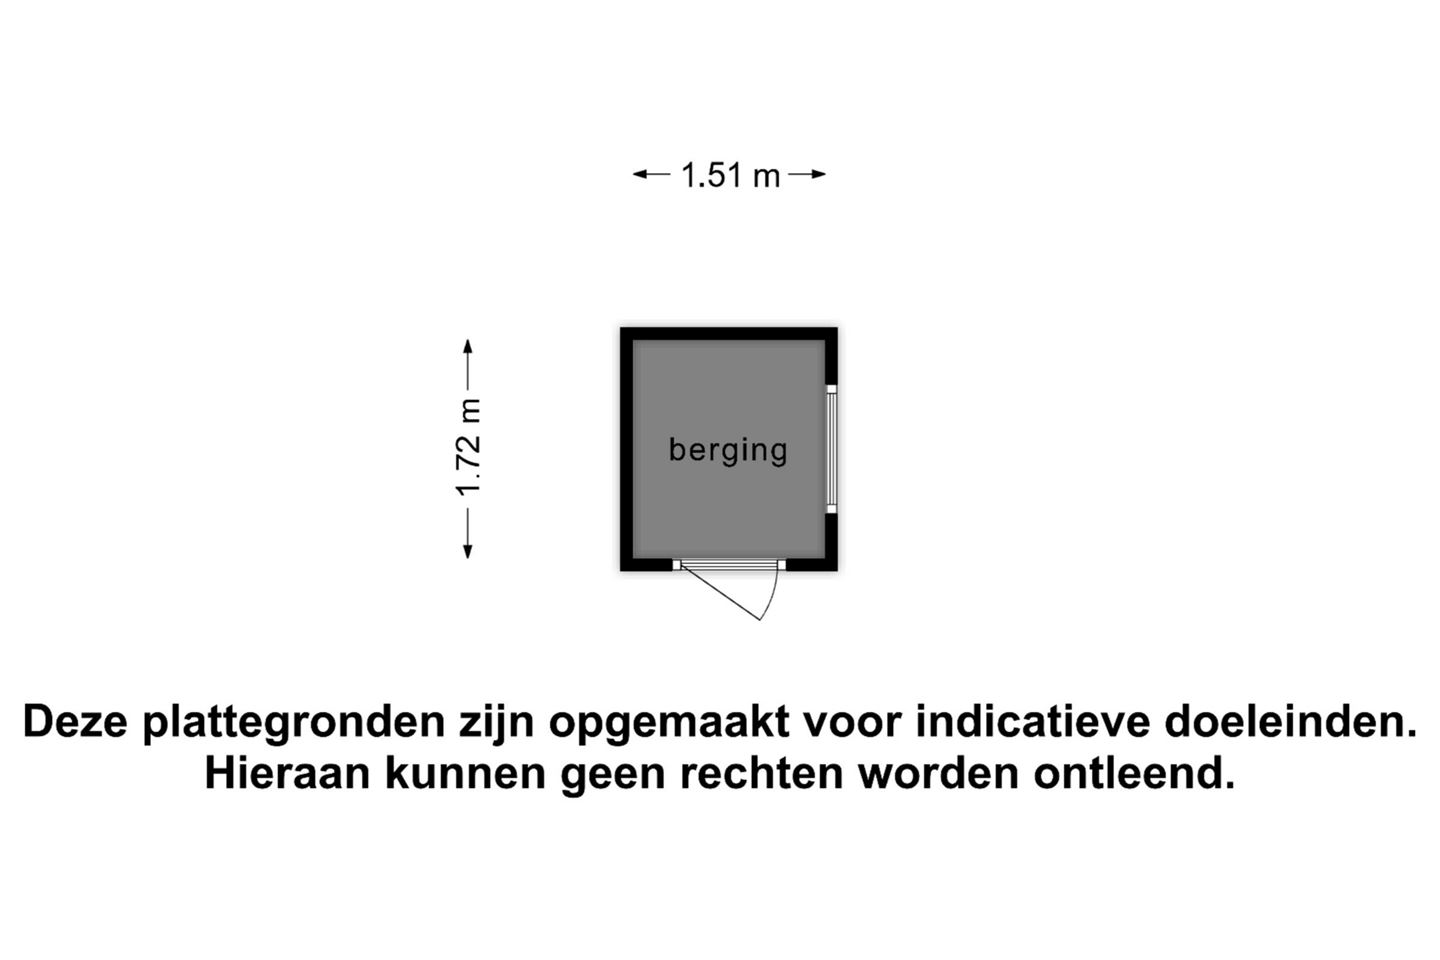 1.51 m
1.72 m
berging
Deze plattegronden zijn opgemaakt voor indicatieve doeleinden.
Hieraan kunnen geen rechten worden ontleend.